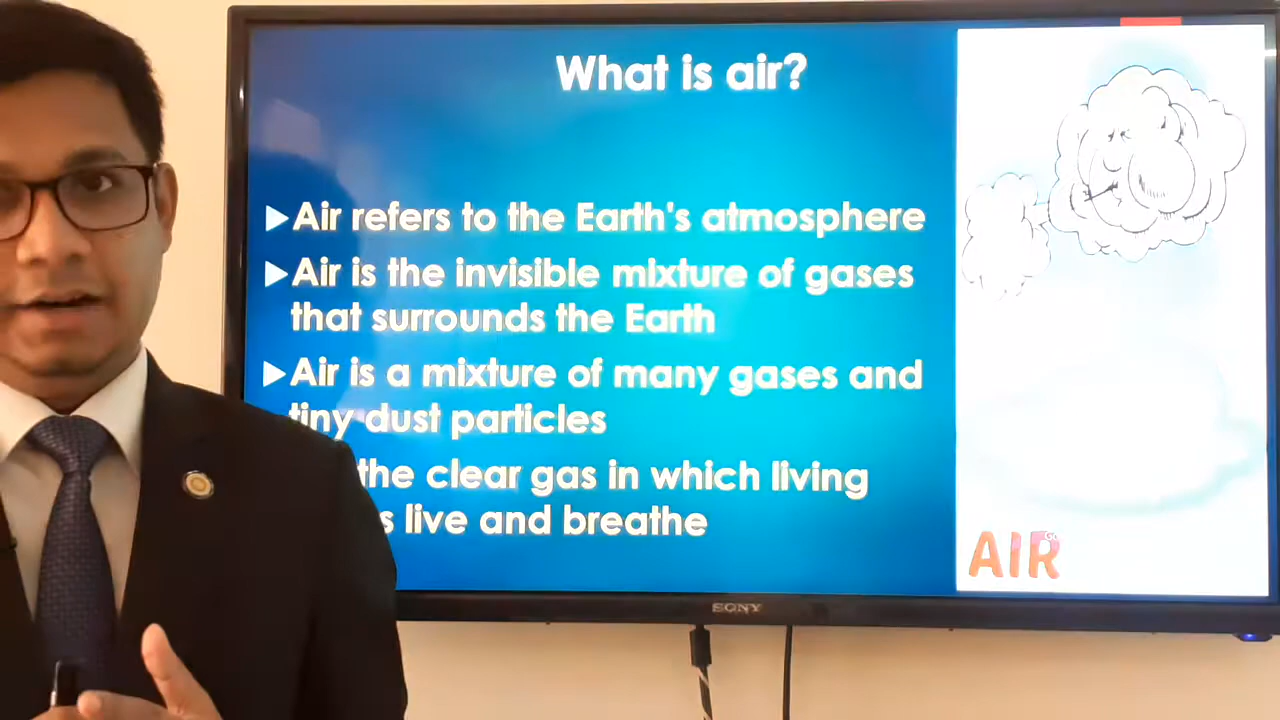 What is air?
Air refers to the Earth's atmosphere
Air is the invisible mixture of gases
that surrounds the Earth
Air is a mixture of many gases and
tiny dust particles
the clear gas in which living
s live and breathe
AIR
SONY